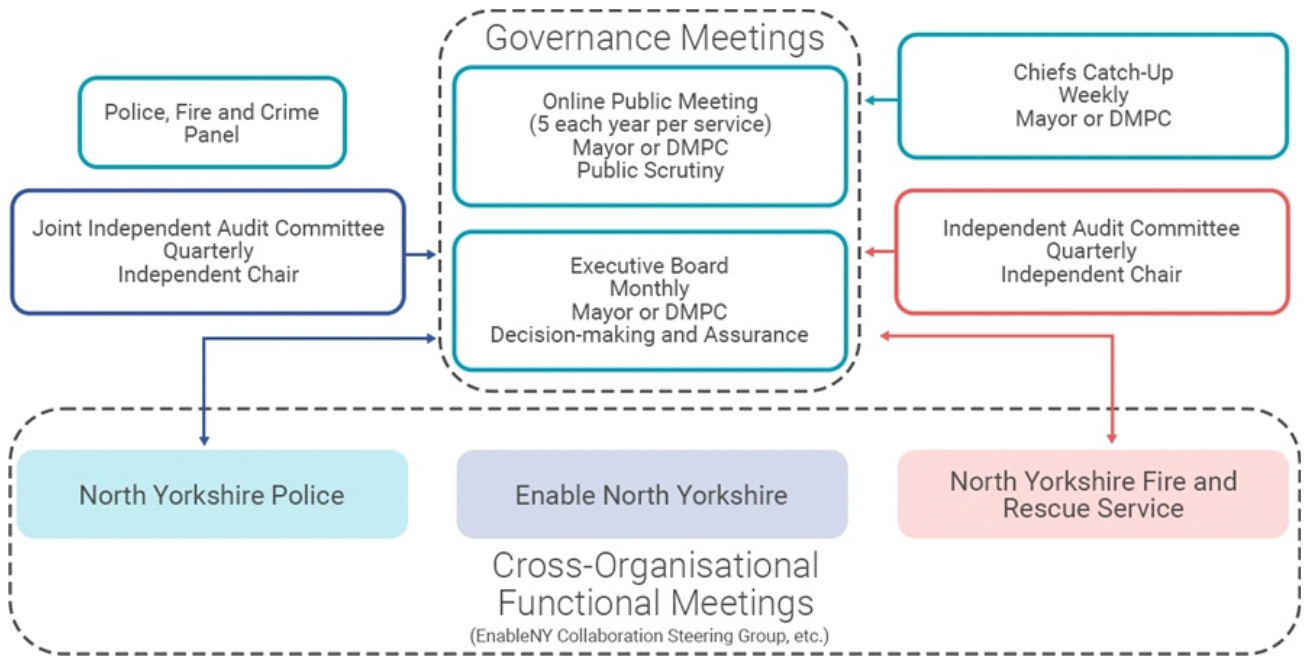 Governance Meetings
Police, Fire and Crime
Panel
Joint Independent Audit Committee
Quarterly
Independent Chair
Online Public Meeting
(5 each year per service)
Mayor or DMPC
Public Scrutiny
Executive Board
Monthly
Mayor or DMPC
Decision-making and Assurance
Chiefs Catch-Up
Weekly
Mayor or DMPC
Independent Audit Committee
Quarterly
Independent Chair
North Yorkshire Police
Enable North Yorkshire
North Yorkshire Fire and
Rescue Service
Cross-Organisational
Functional Meetings
(EnableNY Collaboration Steering Group, etc.)